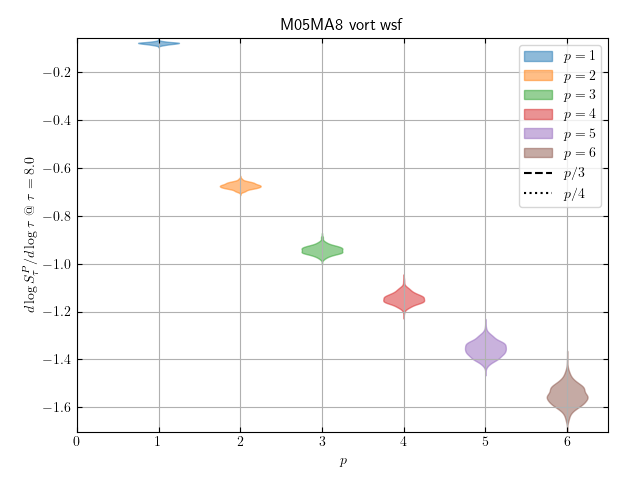 M05MA8 vort wsf
d log S_τ^P / d log τ @ τ = 8.0
−0.2
−0.4
−0.6
−0.8
−1.0
−1.2
−1.4
−1.6
0 1 2 3 4 5 6
p
p = 1
p = 2
p = 3
p = 4
p = 5
p = 6
p/3
p/4